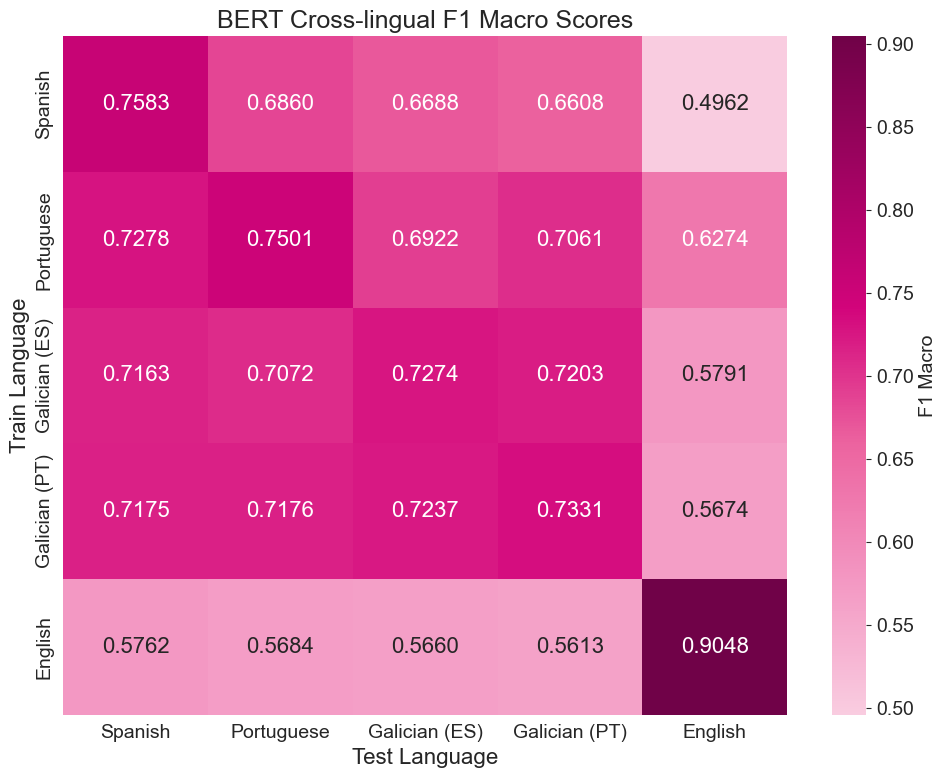 BERT Cross-lingual F1 Macro Scores
Train Language
Spanish
0.7583 0.6860 0.6688 0.6608 0.4962
Portuguese
0.7278 0.7501 0.6922 0.7061 0.6274
Galician (ES)
0.7163 0.7072 0.7274 0.7203 0.5791
Galician (PT)
0.7175 0.7176 0.7237 0.7331 0.5674
English
0.5762 0.5684 0.5660 0.5613 0.9048
Spanish Portuguese Galician (ES) Galician (PT) English
Test Language
0.90
0.85
0.80
0.75
0.70
0.65
0.60
0.55
0.50
F1 Macro